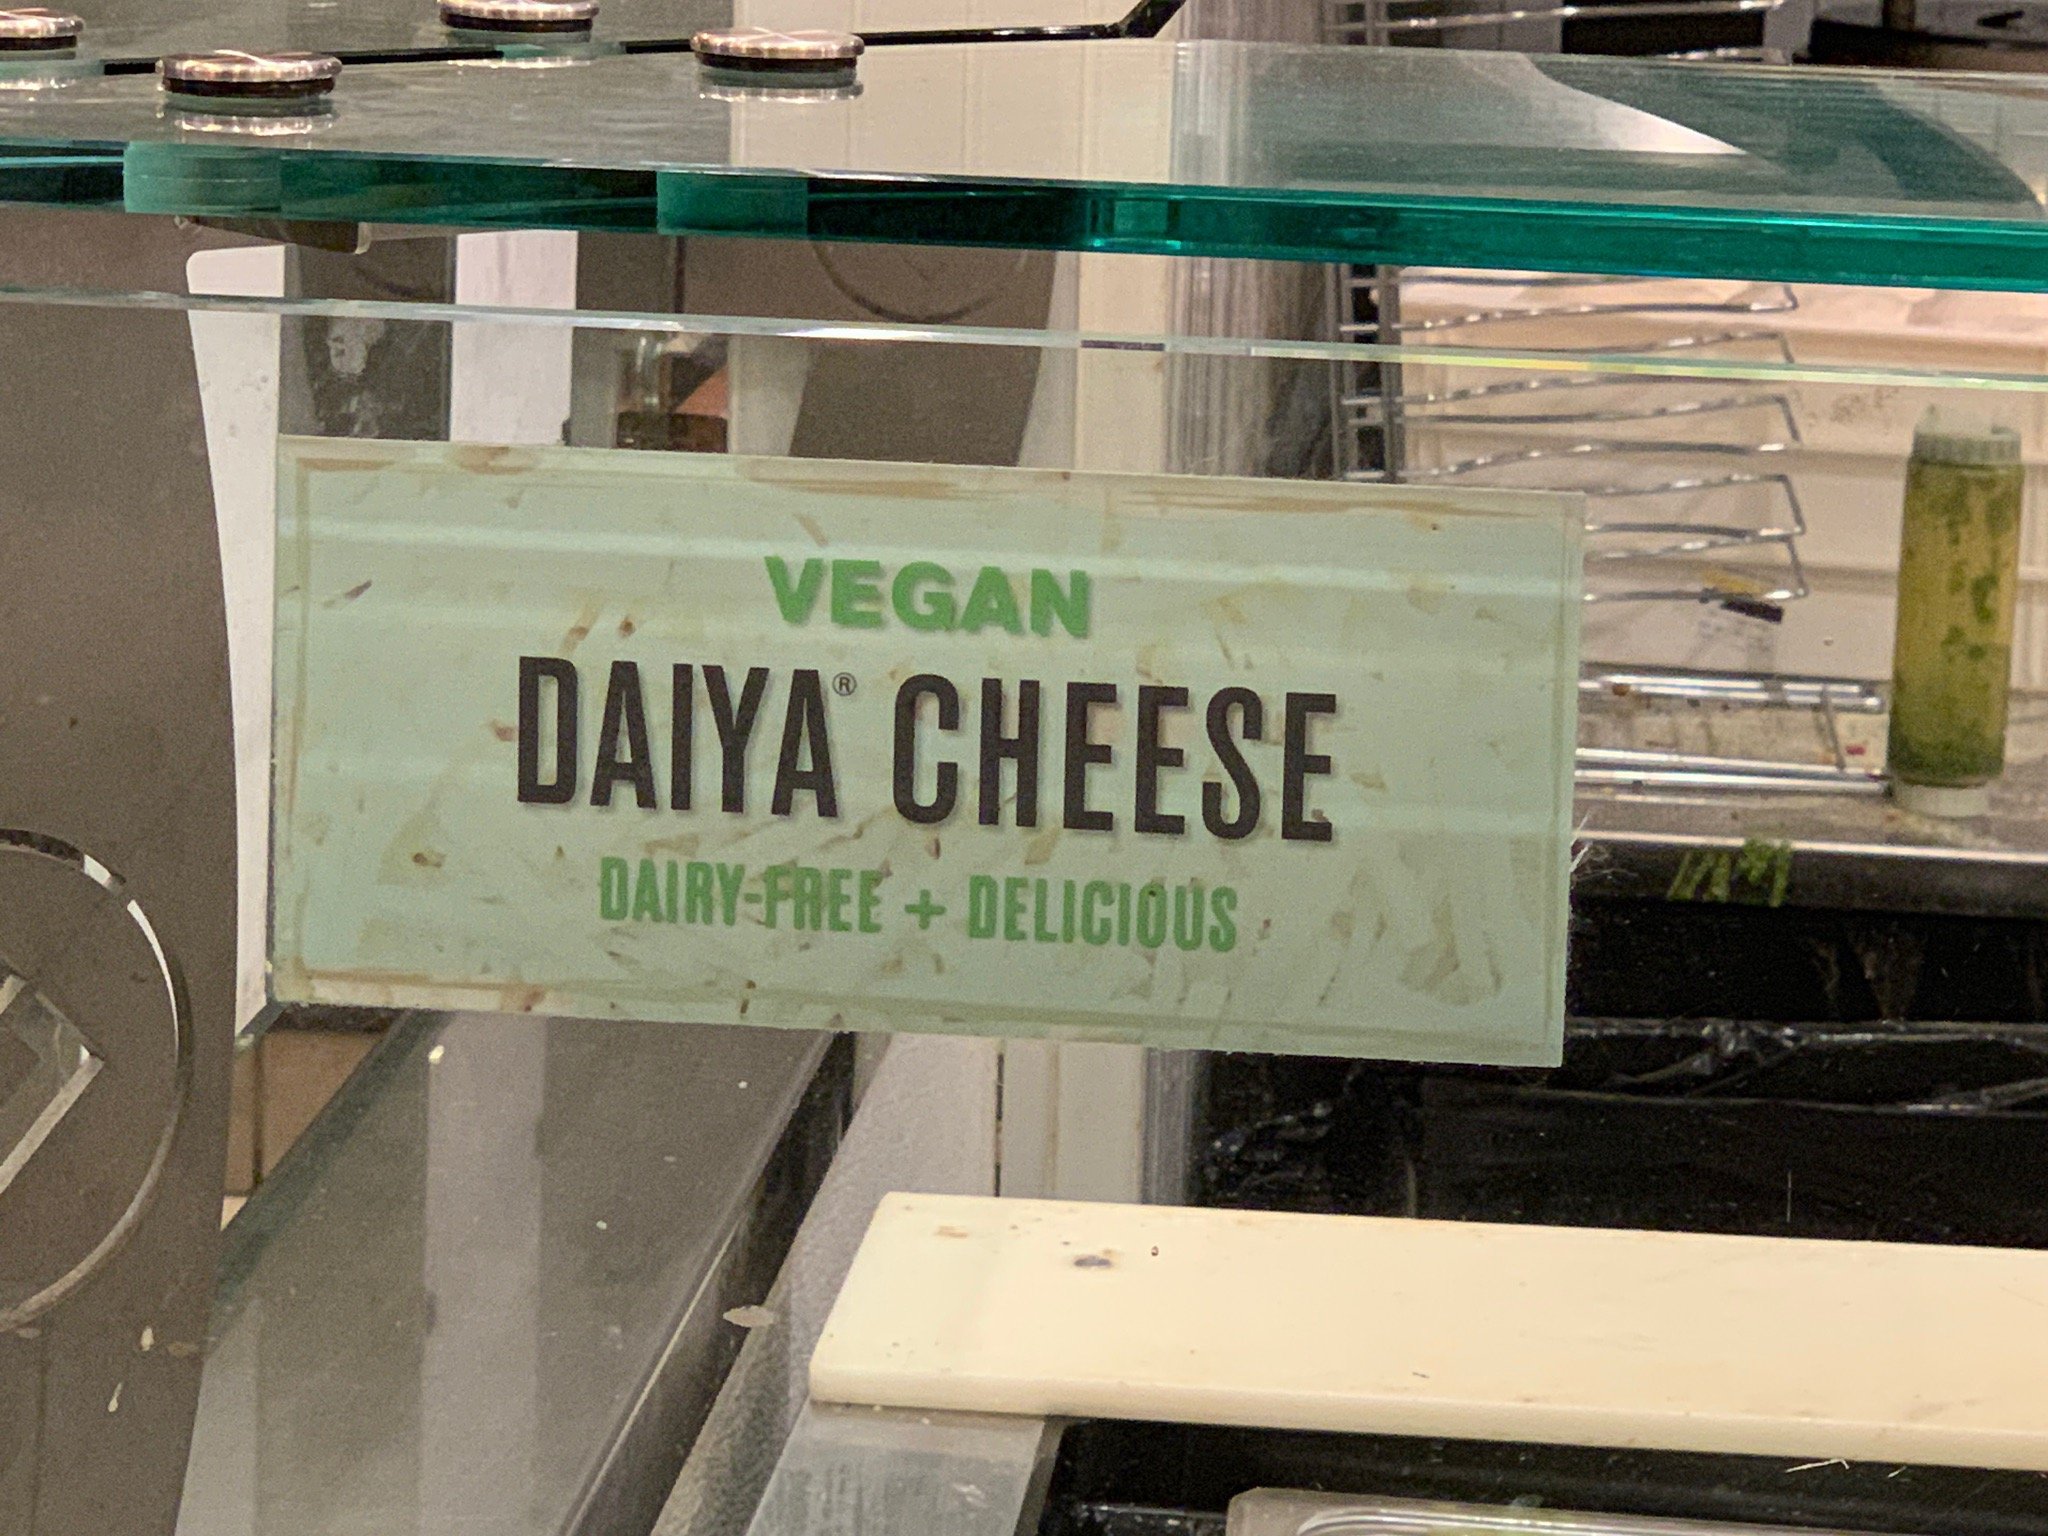 VEGAN
DAIYA® CHEESE
DAIRY-FREE + DELICIOUS